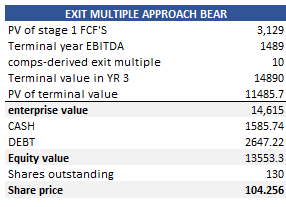 EXIT MULTIPLE APPROACH BEAR
PV of stage 1 FCF'S 3,129
Terminal year EBITDA 1489
comps-derived exit multiple 10
Terminal value in YR 3 14890
PV of terminal value 11485.7
enterprise value 14,615
CASH 1585.74
DEBT 2647.22
Equity value 13553.3
Shares outstanding 130
Share price 104.256